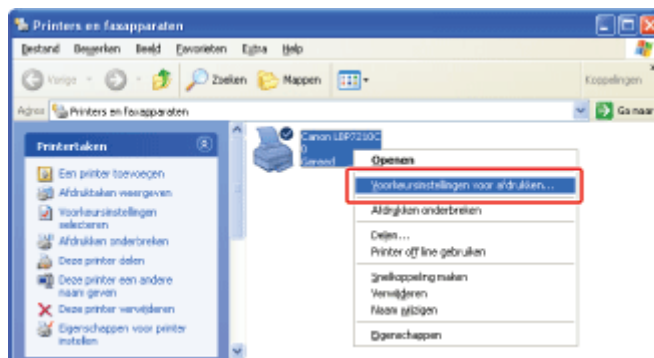 Printers en faxapparaten
Bestand Bewerken Beeld Favorieten Extra Help
Vorige Zoeken Mappen Koppelingen
Adres Printers en faxapparaten Ga naar
Printertaken
Een printer toevoegen
Afdruktaken weergeven
Voorkeursinstellingen
selecteren
Afdrukken onderbreken
Deze printer delen
Deze printer een andere
naam geven
Deze printer verwijderen
Eigenschappen voor printer
instellen
Canon LBP7210C
0
Gereed
Openen
Voorkeursinstellingen voor afdrukken...
Afdrukken onderbreken
Delen...
Printer off line gebruiken
Snelkoppeling maken
Verwijderen
Naam wijzigen
Eigenschappen